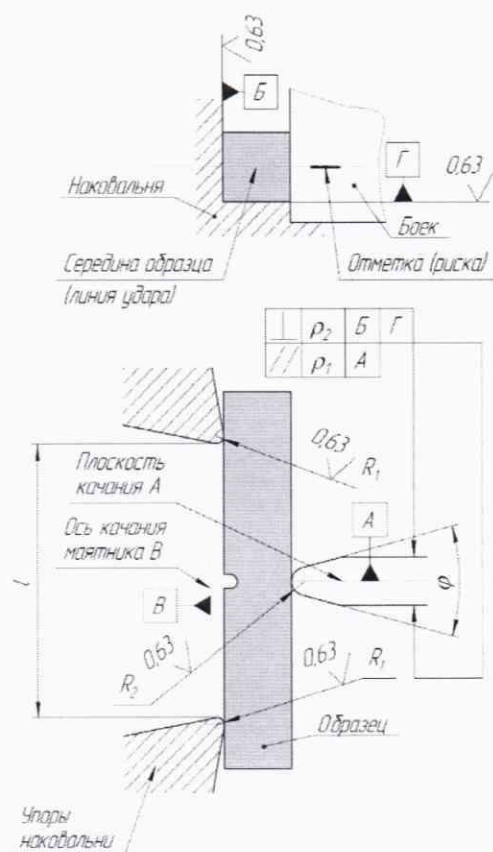 0,63
Б
Г
0,63
Наковальня
Боек
Середина образца
(линия удара)
Отметка (риска)
⊥ ρ₂ Б Г
// ρ₁ А
0,63
R₁
Плоскость
качания А
Ось качания
маятника В
А
В
l
φ
0,63
R₂
0,63
R₁
Образец
Упоры
наковальни